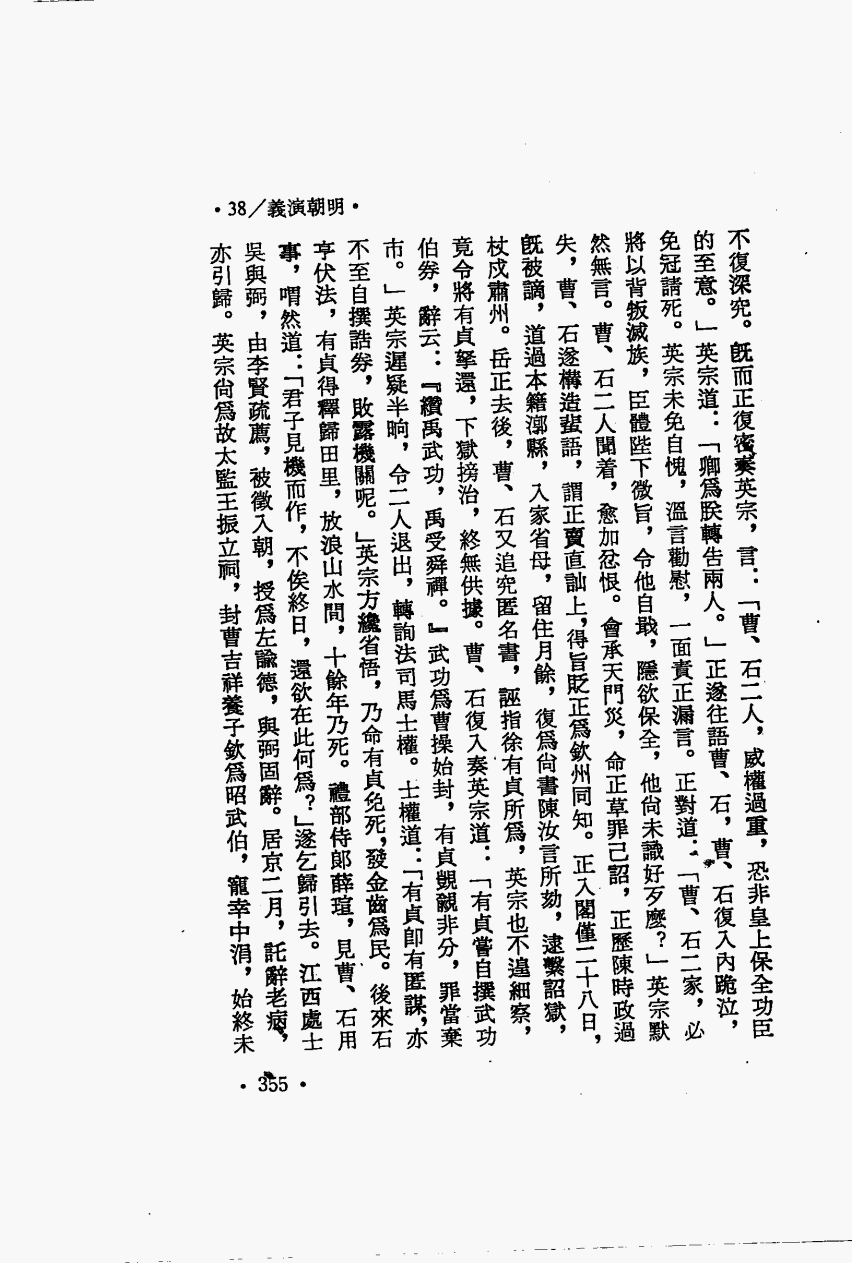 •38／義演朝明•
不復深究。既而正復密奏英宗，言：「曹、石二人，威權過重，恐非皇上保全功臣
的至意。」英宗道：「卿爲朕轉告兩人。」正遂往語曹、石，曹、石復入內跪泣，
免冠請死。英宗未免自愧，溫言勸慰，一面責正漏言。正對道：「曹、石二家，必
將以背叛滅族，臣體陛下微旨，令他自戢，隱欲保全，他尙未識好歹麼？」英宗默
然無言。曹、石二人聞着，愈加忿恨。會承天門災，命正草罪己詔，正歷陳時政過
失，曹、石遂構造蜚語，謂正賣直訕上，得旨貶正爲欽州同知。正入閣僅二十八日，
既被謫，道過本籍漷縣，入家省母，留住月餘，復爲尙書陳汝言所劾，逮繫詔獄，
杖戍肅州。岳正去後，曹、石又追究匿名書，誣指徐有貞所爲，英宗也不遑細察，
竟令將有貞拏還，下獄搒治，終無供據。曹、石復入奏英宗道：「有貞嘗自撰武功
伯券，辭云：『纘禹武功，禹受舜禪。』武功爲曹操始封，有貞覬覦非分，罪當棄
市。」英宗遲疑半晌，令二人退出，轉詢法司馬士權。士權道：「有貞卽有匿謀，亦
不至自撰誥券，敗露機關呢。」英宗方纔省悟，乃命有貞免死，發金齒爲民。後來石
亨伏法，有貞得釋歸田里，放浪山水間，十餘年乃死。禮部侍郞薛瑄，見曹、石用
事，喟然道：「君子見機而作，不俟終日，還欲在此何爲？」遂乞歸引去。江西處士
吳與弼，由李賢疏薦，被徵入朝，授爲左諭德，與弼固辭。居京二月，託辭老病，
亦引歸。英宗尙爲故太監王振立祠，封曹吉祥養子欽爲昭武伯，寵幸中涓，始終未
•355•